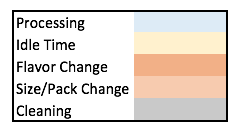 Processing
Idle Time
Flavor Change
Size/Pack Change
Cleaning